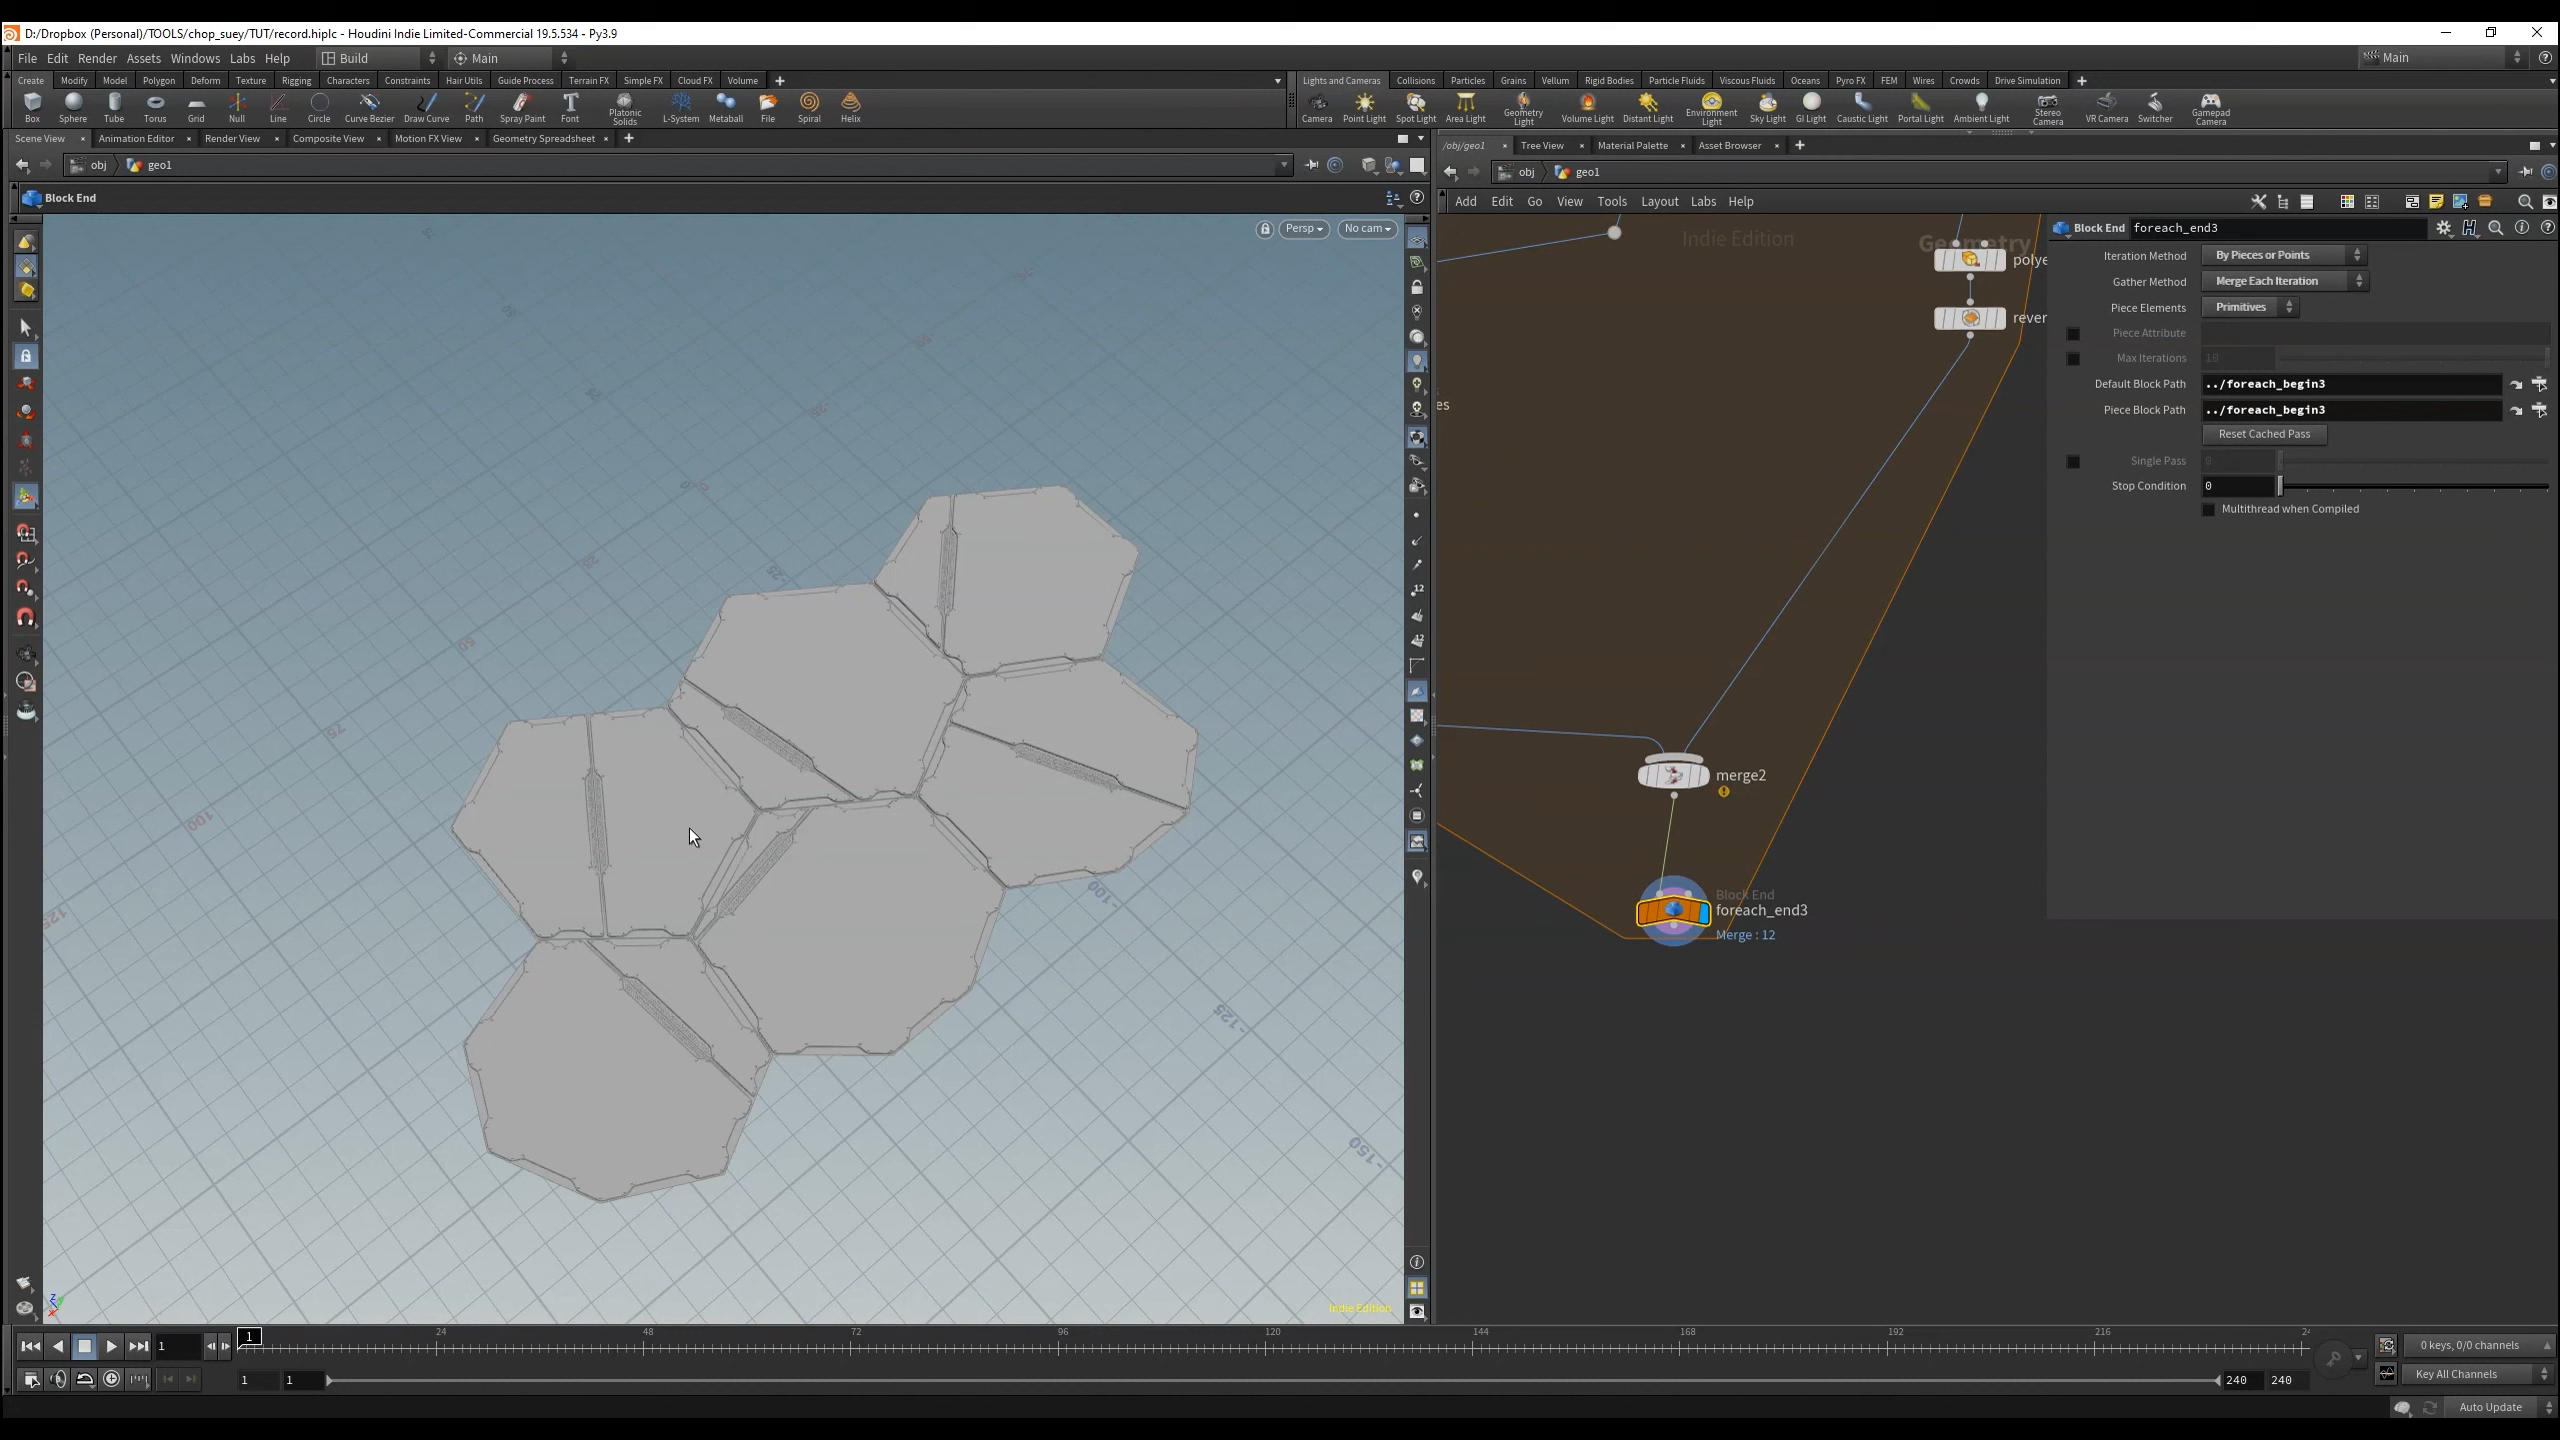 D:/Dropbox (Personal)/TOOLS/chop_suey/TUT/record.hiplc - Houdini Indie Limited-Commercial 19.5.534 - Py3.9
File Edit Render Assets Windows Labs Help Build Main Main
Create Modify Model Polygon Deform Texture Rigging Characters Constraints Hair Utils Guide Process Terrain FX Simple FX Cloud FX Volume
Lights and Cameras Collisions Particles Grains Vellum Rigid Bodies Particle Fluids Viscous Fluids Oceans Pyro FX FEM Wires Crowds Drive Simulation
Box Sphere Tube Torus Grid Null Line Circle Curve Bezier Draw Curve Path Spray Paint Font Platonic Solids L-System Metaball File Spiral Helix
Camera Point Light Spot Light Area Light Geometry Light Volume Light Distant Light Environment Light Sky Light GI Light Caustic Light Portal Light Ambient Light Stereo Camera VR Camera Switcher Gamepad Camera
Scene View Animation Editor Render View Composite View Motion FX View Geometry Spreadsheet
/obj/geo1 Tree View Material Palette Asset Browser
obj geo1
obj geo1
Block End
Add Edit Go View Tools Layout Labs Help
Persp No cam
Indie Edition
Geometry
polye
rever
es
merge2
Block End
foreach_end3
Merge : 12
Block End foreach_end3
Iteration Method By Pieces or Points
Gather Method Merge Each Iteration
Piece Elements Primitives
Piece Attribute
Max Iterations 10
Default Block Path ../foreach_begin3
Piece Block Path ../foreach_begin3
Reset Cached Pass
Single Pass 0
Stop Condition 0
Multithread when Compiled
75
100
125
-100
-125
-150
Indie Edition
1 1 24 48 72 96 120 144 168 192 216 24
0 keys, 0/0 channels
1 1 240 240
Key All Channels
Auto Update